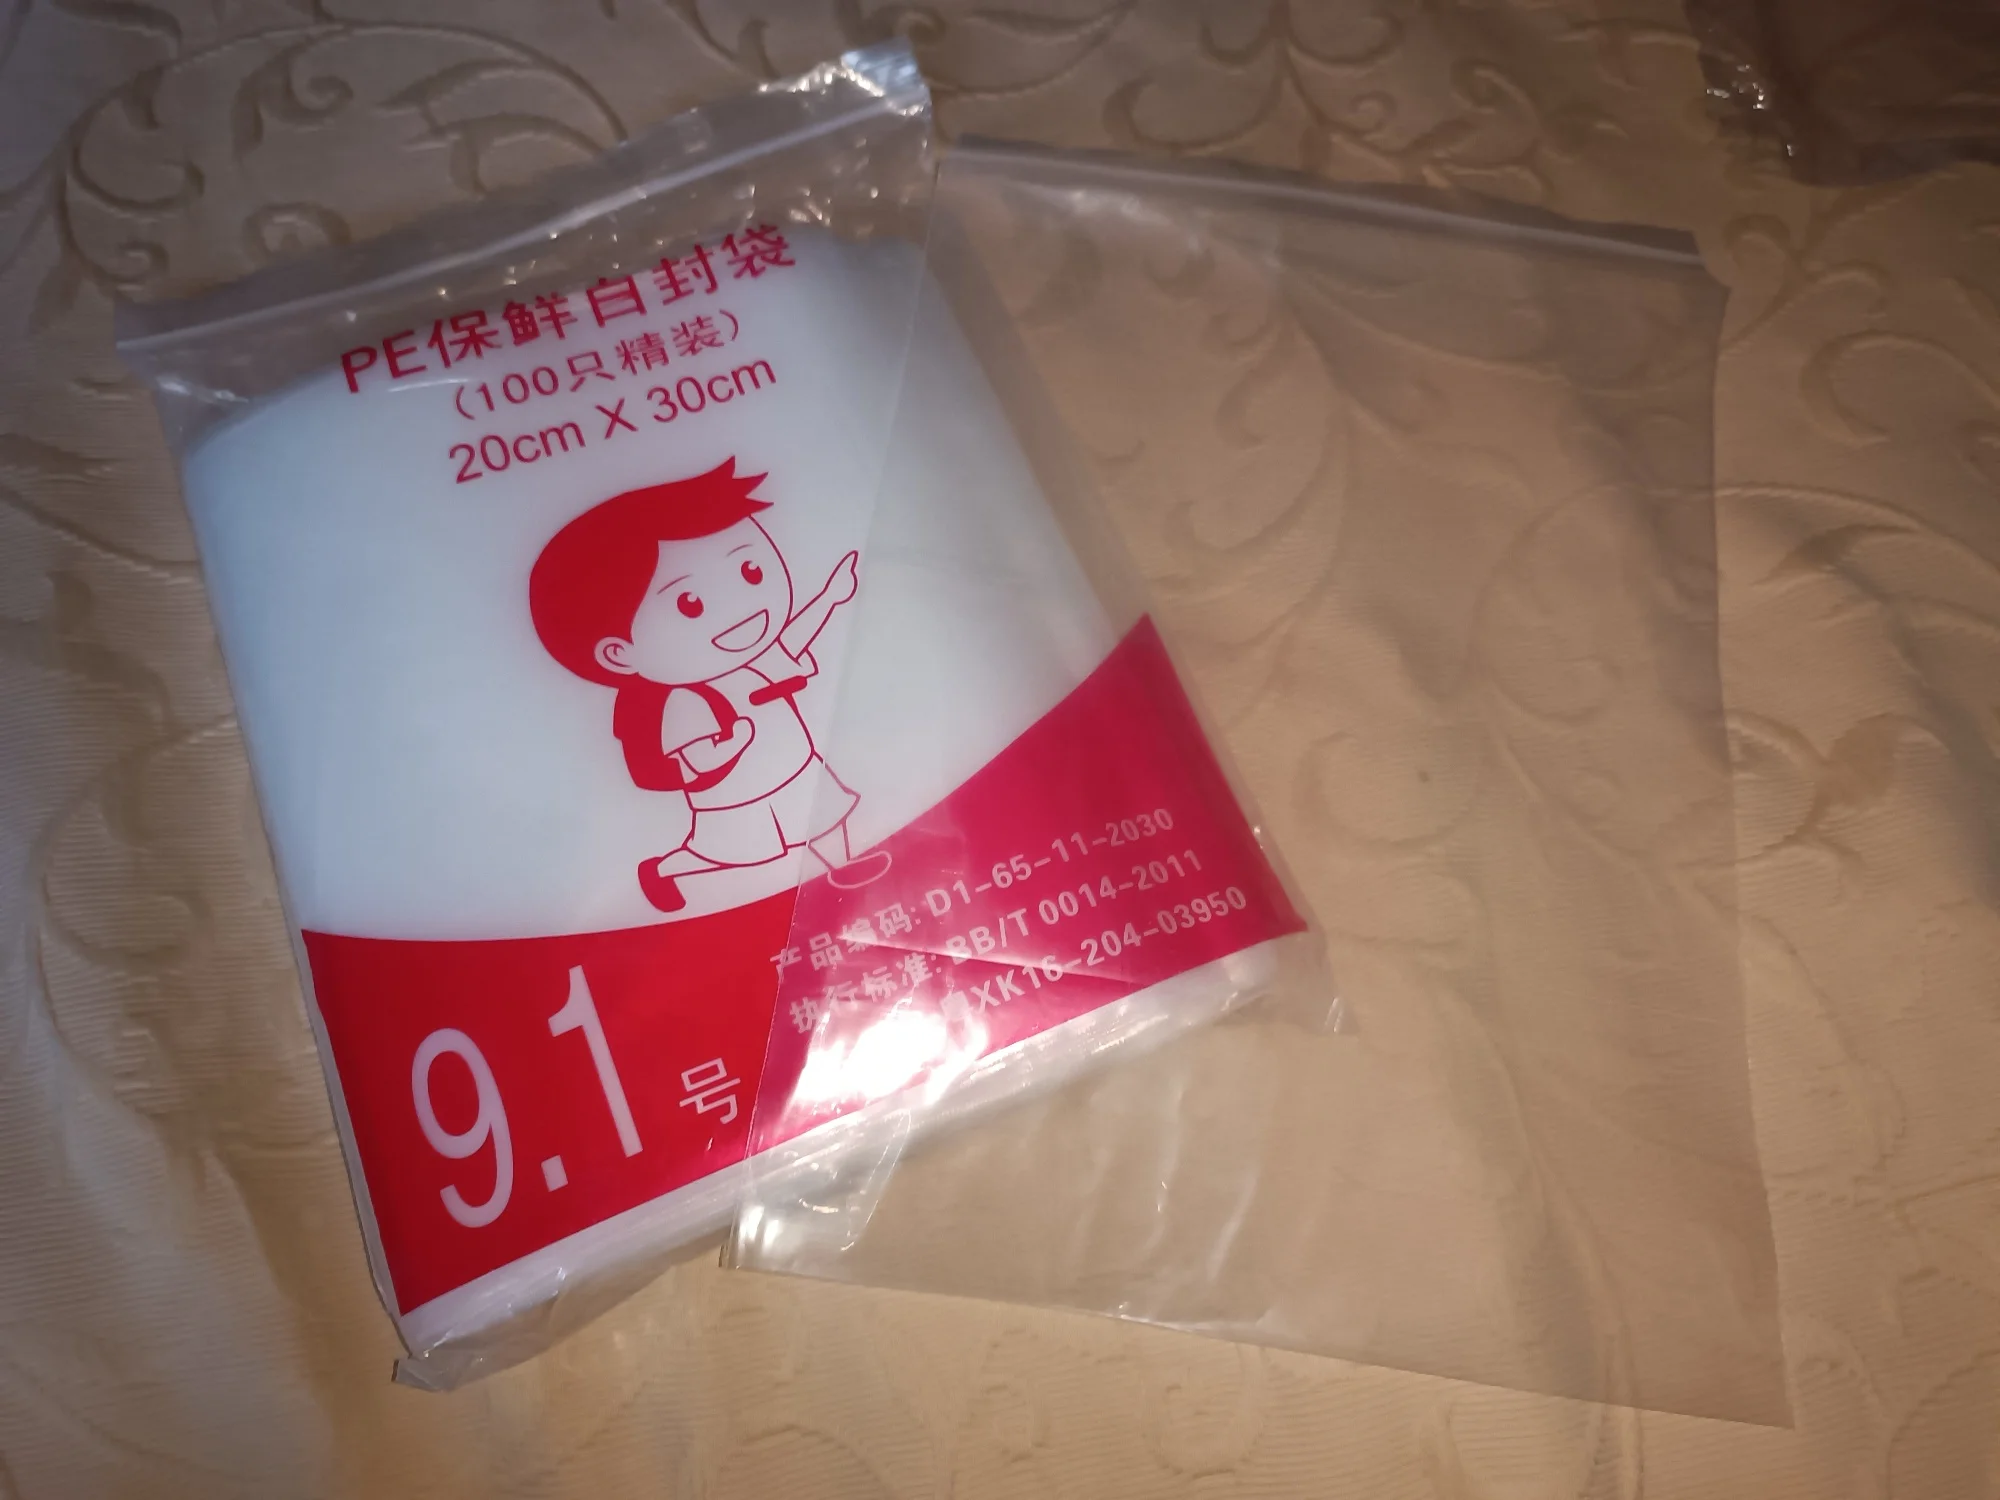 PE保鲜自封袋
（100只精装）
20cm X 30cm
产品编码: D1-65-11-2030
执行标准: BB/T 0014-2011
XK16-204-03950
9.1号